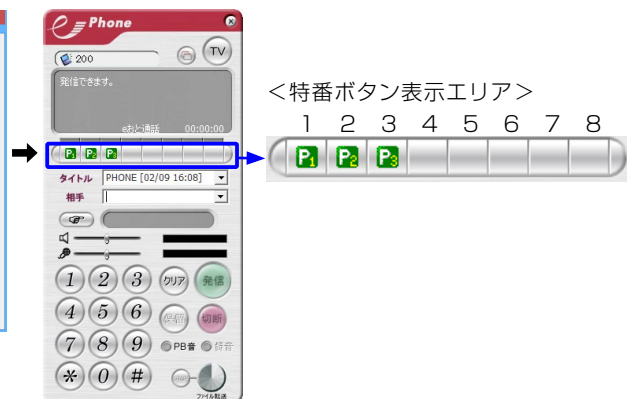 e Phone
200
TV
発信できます。
eおと通話 00:00:00
P1 P2 P3
タイトル PHONE [02/09 16:08]
相手
クリア 発信
1 2 3
4 5 6 保留 切断
7 8 9 PB音 録音
* 0 #
ファイル転送
<特番ボタン表示エリア>
1 2 3 4 5 6 7 8
P1 P2 P3